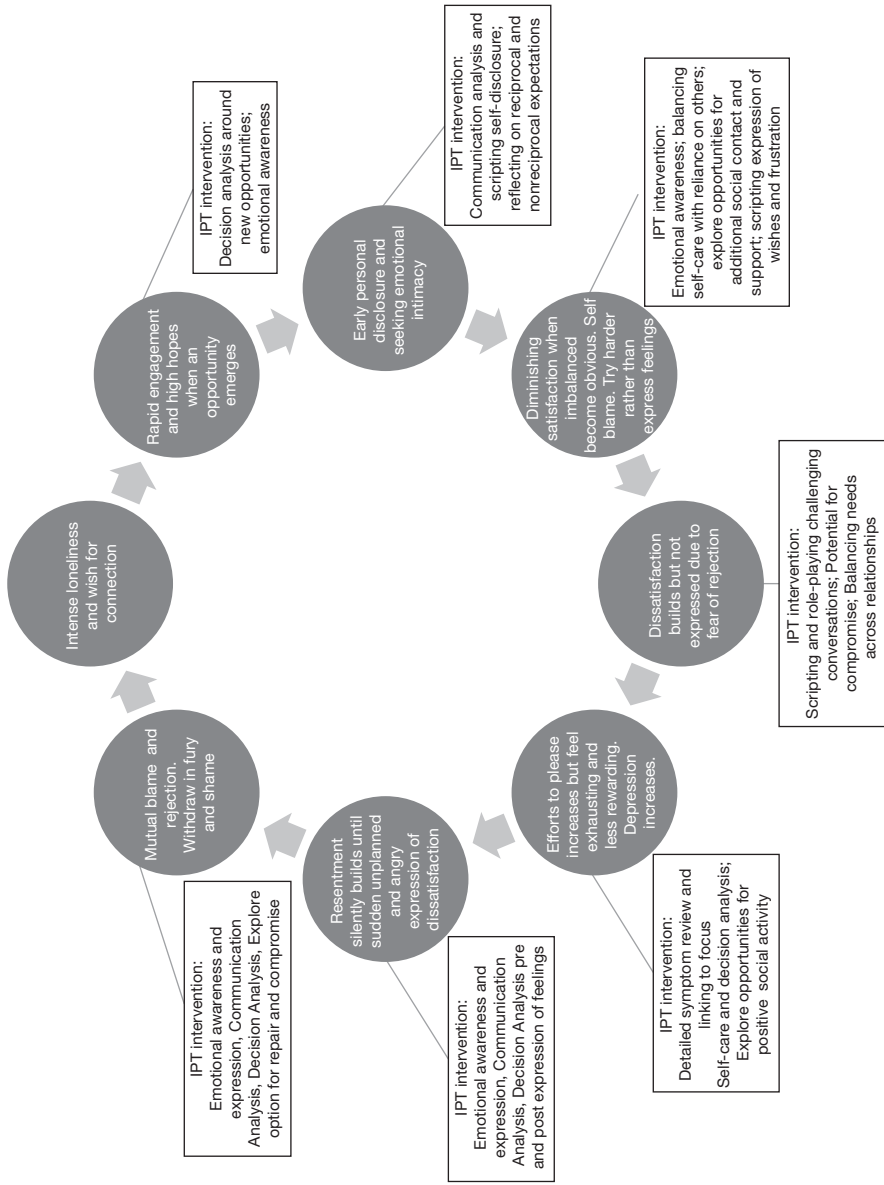 Intense loneliness
and wish for
connection
Rapid engagement
and high hopes
when an
opportunity
emerges
IPT intervention:
Decision analysis around
new opportunities;
emotional awareness
Early personal
disclosure and
seeking emotional
intimacy
IPT intervention:
Communication analysis and
scripting self-disclosure;
reflecting on reciprocal and
nonreciprocal expectations
Diminishing
satisfaction when
imbalanced
become obvious. Self
blame. Try harder
rather than
express feelings
IPT intervention:
Emotional awareness; balancing
self-care with reliance on others;
explore opportunities for
additional social contact and
support; scripting expression of
wishes and frustration
Dissatisfaction
builds but not
expressed due to
fear of rejection
IPT intervention:
Scripting and role-playing challenging
conversations; Potential for
compromise; Balancing needs
across relationships
Efforts to please
increases but feel
exhausting and
less rewarding.
Depression
increases.
IPT intervention:
Detailed symptom review and
linking to focus
Self-care and decision analysis;
Explore opportunities for
positive social activity
Resentment
silently builds until
sudden unplanned
and angry
expression of
dissatisfaction
IPT intervention:
Emotional awareness and
expression, Communication
Analysis, Decision Analysis pre
and post expression of feelings
Mutual blame and
rejection.
Withdraw in fury
and shame
IPT intervention:
Emotional awareness and
expression, Communication
Analysis, Decision Analysis, Explore
option for repair and compromise